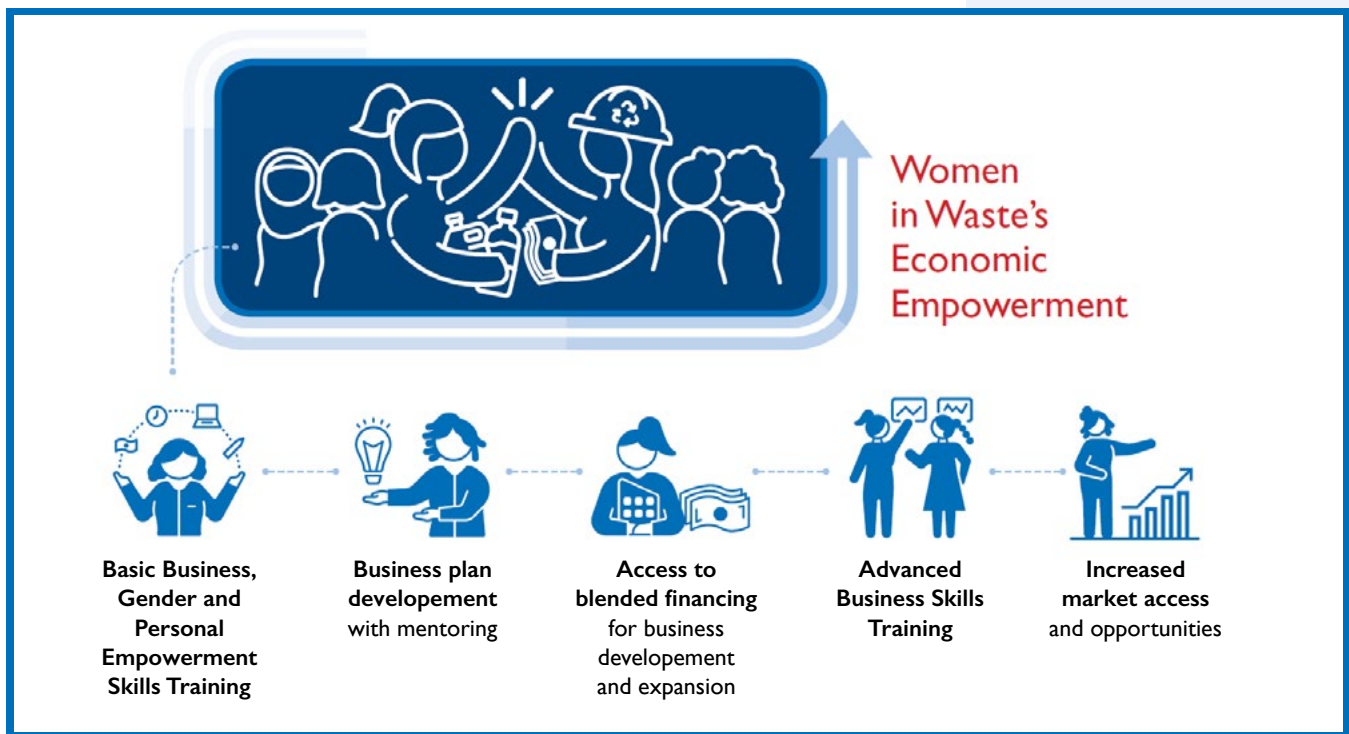 Women
in Waste's
Economic
Empowerment
Basic Business,
Gender and
Personal
Empowerment
Skills Training
Business plan
developement
with mentoring
Access to
blended financing
for business
developement
and expansion
Advanced
Business Skills
Training
Increased
market access
and opportunities